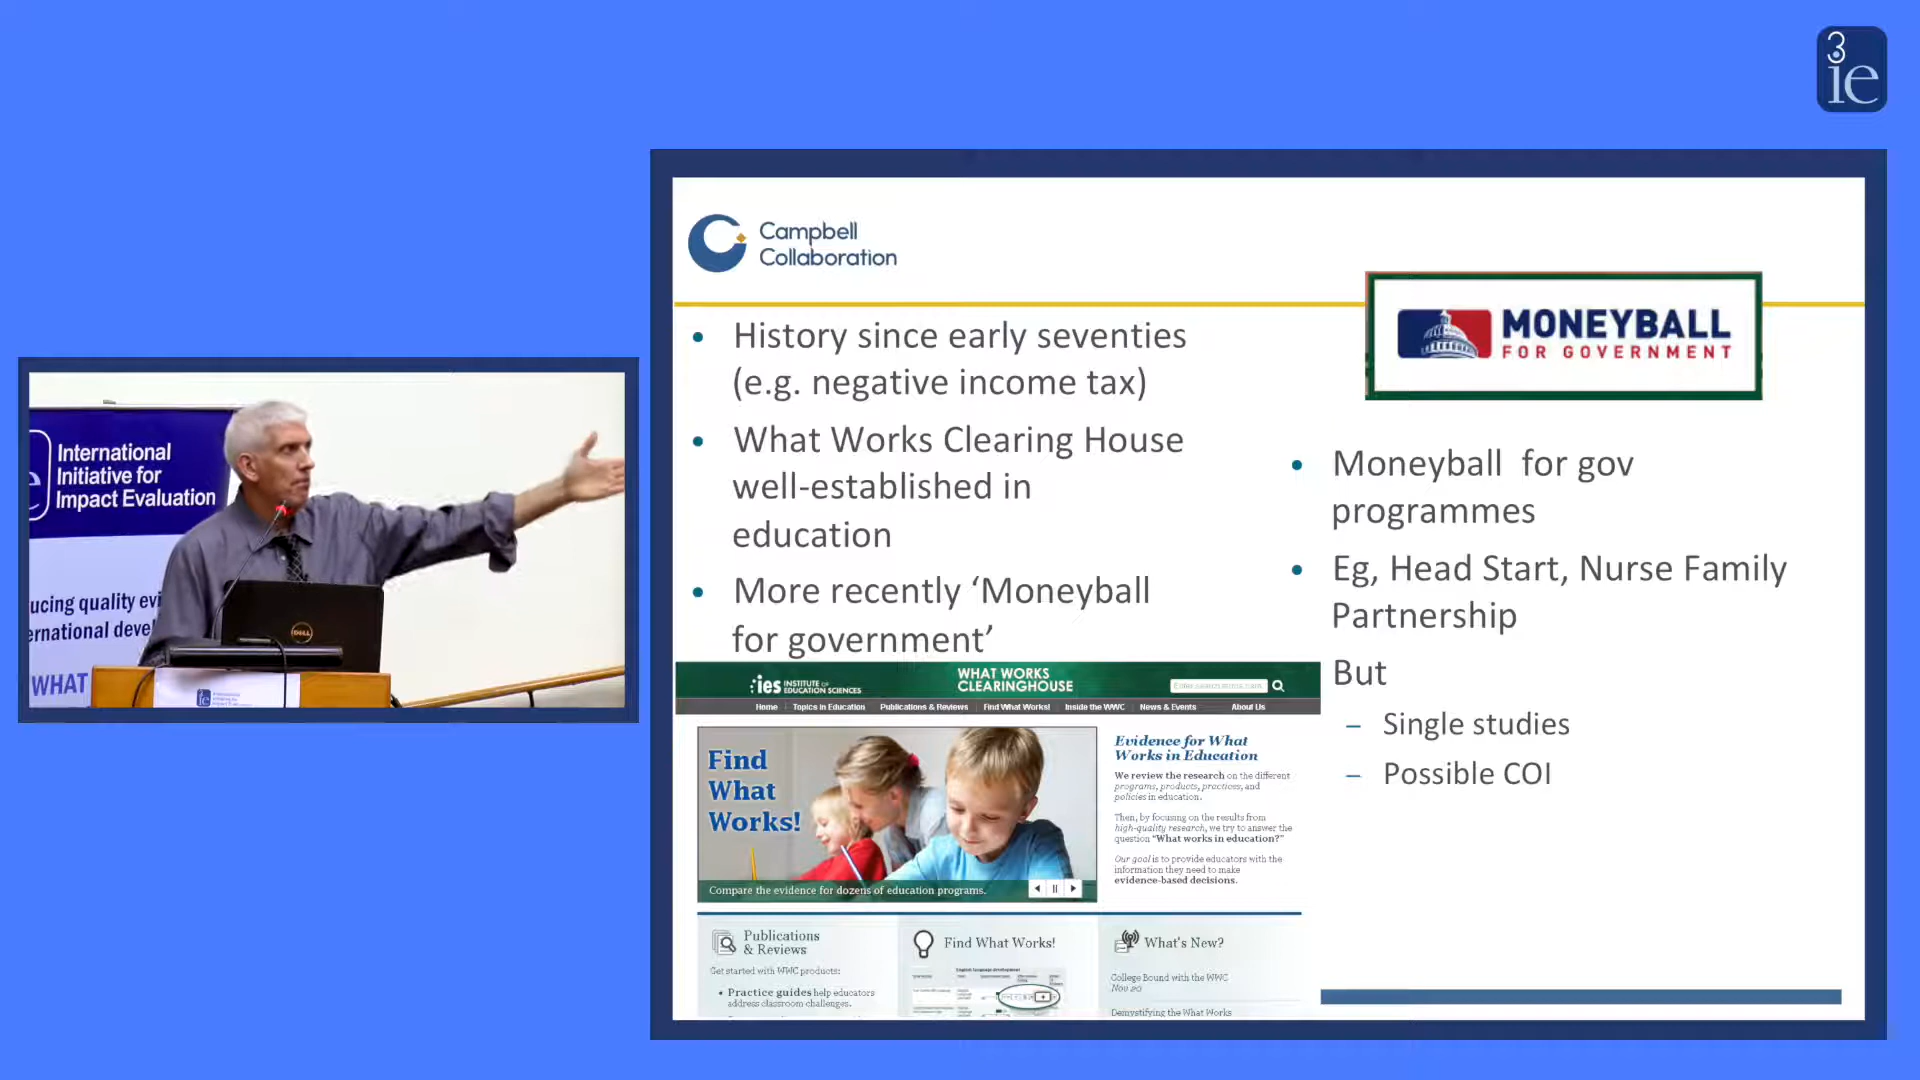 3
ie
International
Initiative for
Impact Evaluation
ucing quality evi
ernational deve
WHAT
DELL
Campbell
Collaboration
• History since early seventies
(e.g. negative income tax)
• What Works Clearing House
well-established in
education
• More recently ‘Moneyball
for government’
MONEYBALL
FOR GOVERNMENT
• Moneyball for gov
programmes
• Eg, Head Start, Nurse Family
Partnership
But
– Single studies
– Possible COI
ies INSTITUTE OF
EDUCATION SCIENCES
WHAT WORKS
CLEARINGHOUSE
Home Topics in Education Publications & Reviews Find What Works! Inside the WWC News & Events About Us
Find
What
Works!
Compare the evidence for dozens of education programs.
Evidence for What
Works in Education
We review the research on the different
programs, products, practices, and
policies in education.
Then, by focusing on the results from
high-quality research, we try to answer the
question “What works in education?”
Our goal is to provide educators with the
information they need to make
evidence-based decisions.
Publications
& Reviews
Get started with WWC products:
• Practice guides help educators
address classroom challenges.
Find What Works!
What's New?
College Bound with the WWC
Nov 20
Demystifying the What Works